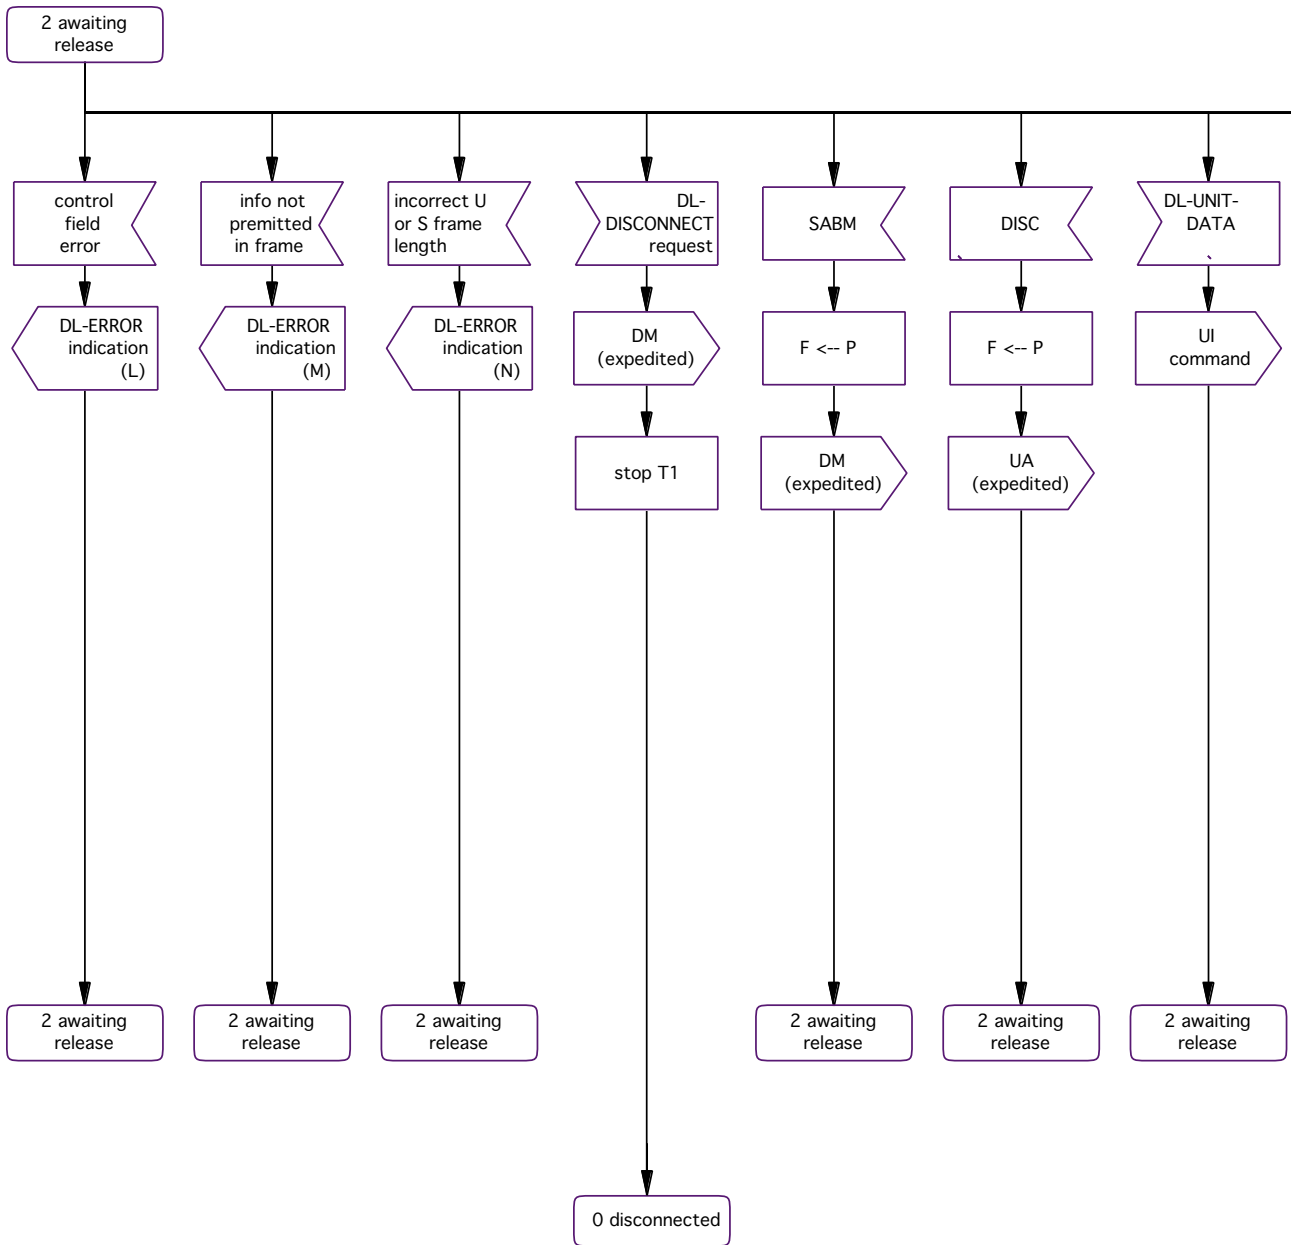 2 awaiting
release
control
field
error
info not
premitted
in frame
incorrect U
or S frame
length
DL-
DISCONNECT
request
SABM
DISC
DL-UNIT-
DATA
DL-ERROR
indication
(L)
DL-ERROR
indication
(M)
DL-ERROR
indication
(N)
DM
(expedited)
F <-- P
F <-- P
UI
command
stop T1
DM
(expedited)
UA
(expedited)
2 awaiting
release
2 awaiting
release
2 awaiting
release
2 awaiting
release
2 awaiting
release
2 awaiting
release
0 disconnected